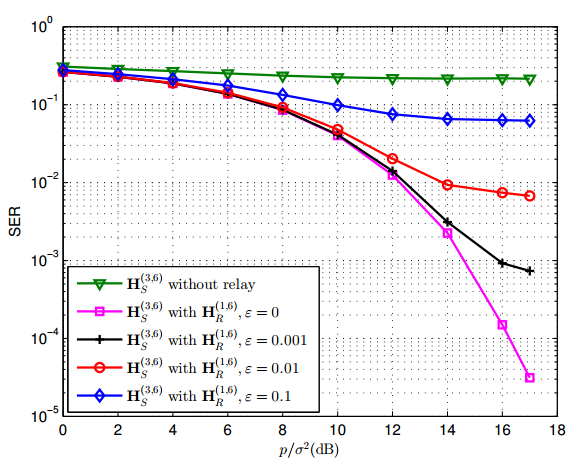 10^0
10^-1
10^-2
10^-3
10^-4
10^-5
SER
H_S^(3,6) without relay
H_S^(3,6) with H_R^(1,6), ε = 0
H_S^(3,6) with H_R^(1,6), ε = 0.001
H_S^(3,6) with H_R^(1,6), ε = 0.01
H_S^(3,6) with H_R^(1,6), ε = 0.1
0 2 4 6 8 10 12 14 16 18
p/σ²(dB)